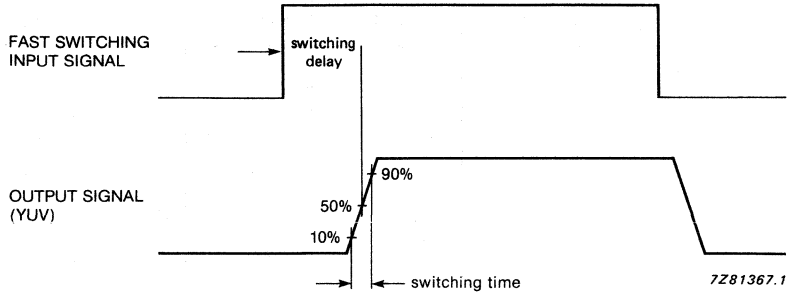 FAST SWITCHING
INPUT SIGNAL
switching
delay
OUTPUT SIGNAL
(YUV)
90%
50%
10%
switching time
7Z81367.1